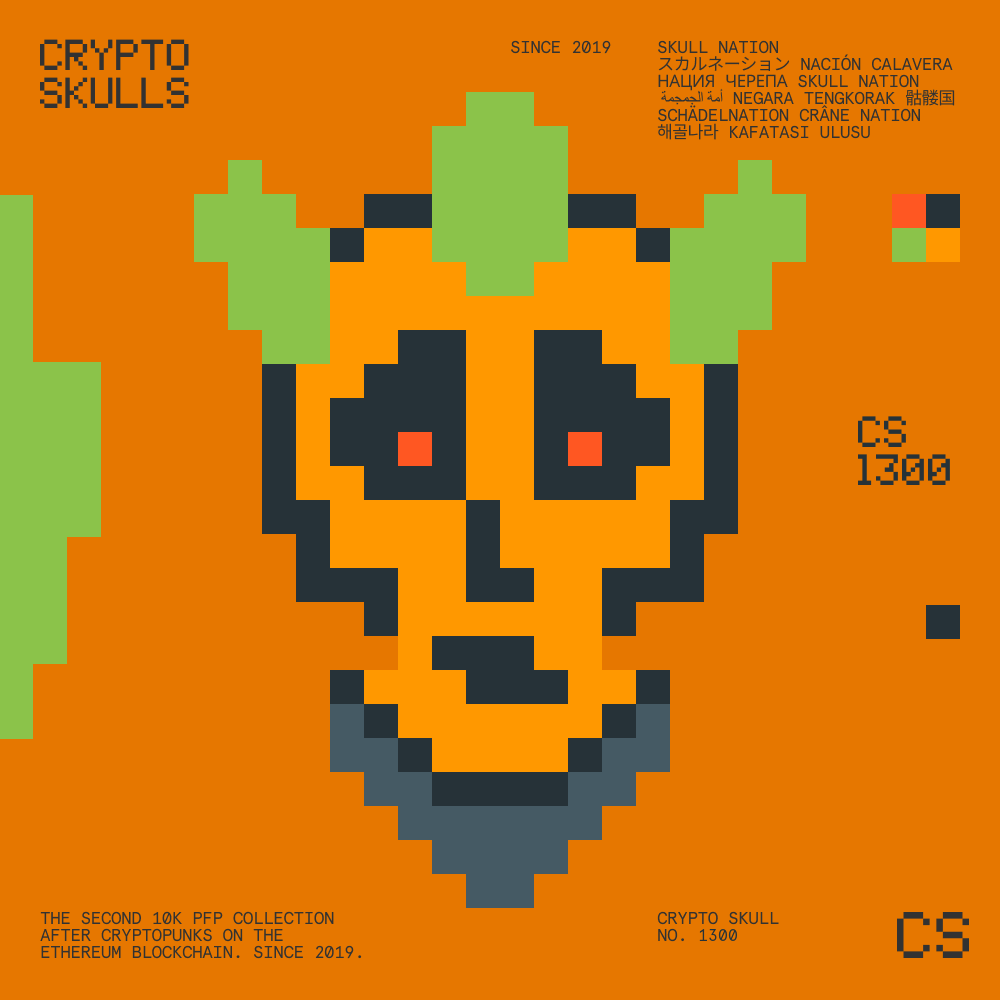 CRYPTO
SKULLS
SINCE 2019
SKULL NATION
スカルネーション NACIÓN CALAVERA
НАЦИЯ ЧЕРЕПА SKULL NATION
أمة الجمجمة NEGARA TENGKORAK 骷髅国
SCHÄDELNATION CRÂNE NATION
해골나라 KAFATASI ULUSU
CS
1300
THE SECOND 10K PFP COLLECTION
AFTER CRYPTOPUNKS ON THE
ETHEREUM BLOCKCHAIN. SINCE 2019.
CRYPTO SKULL
NO. 1300
CS